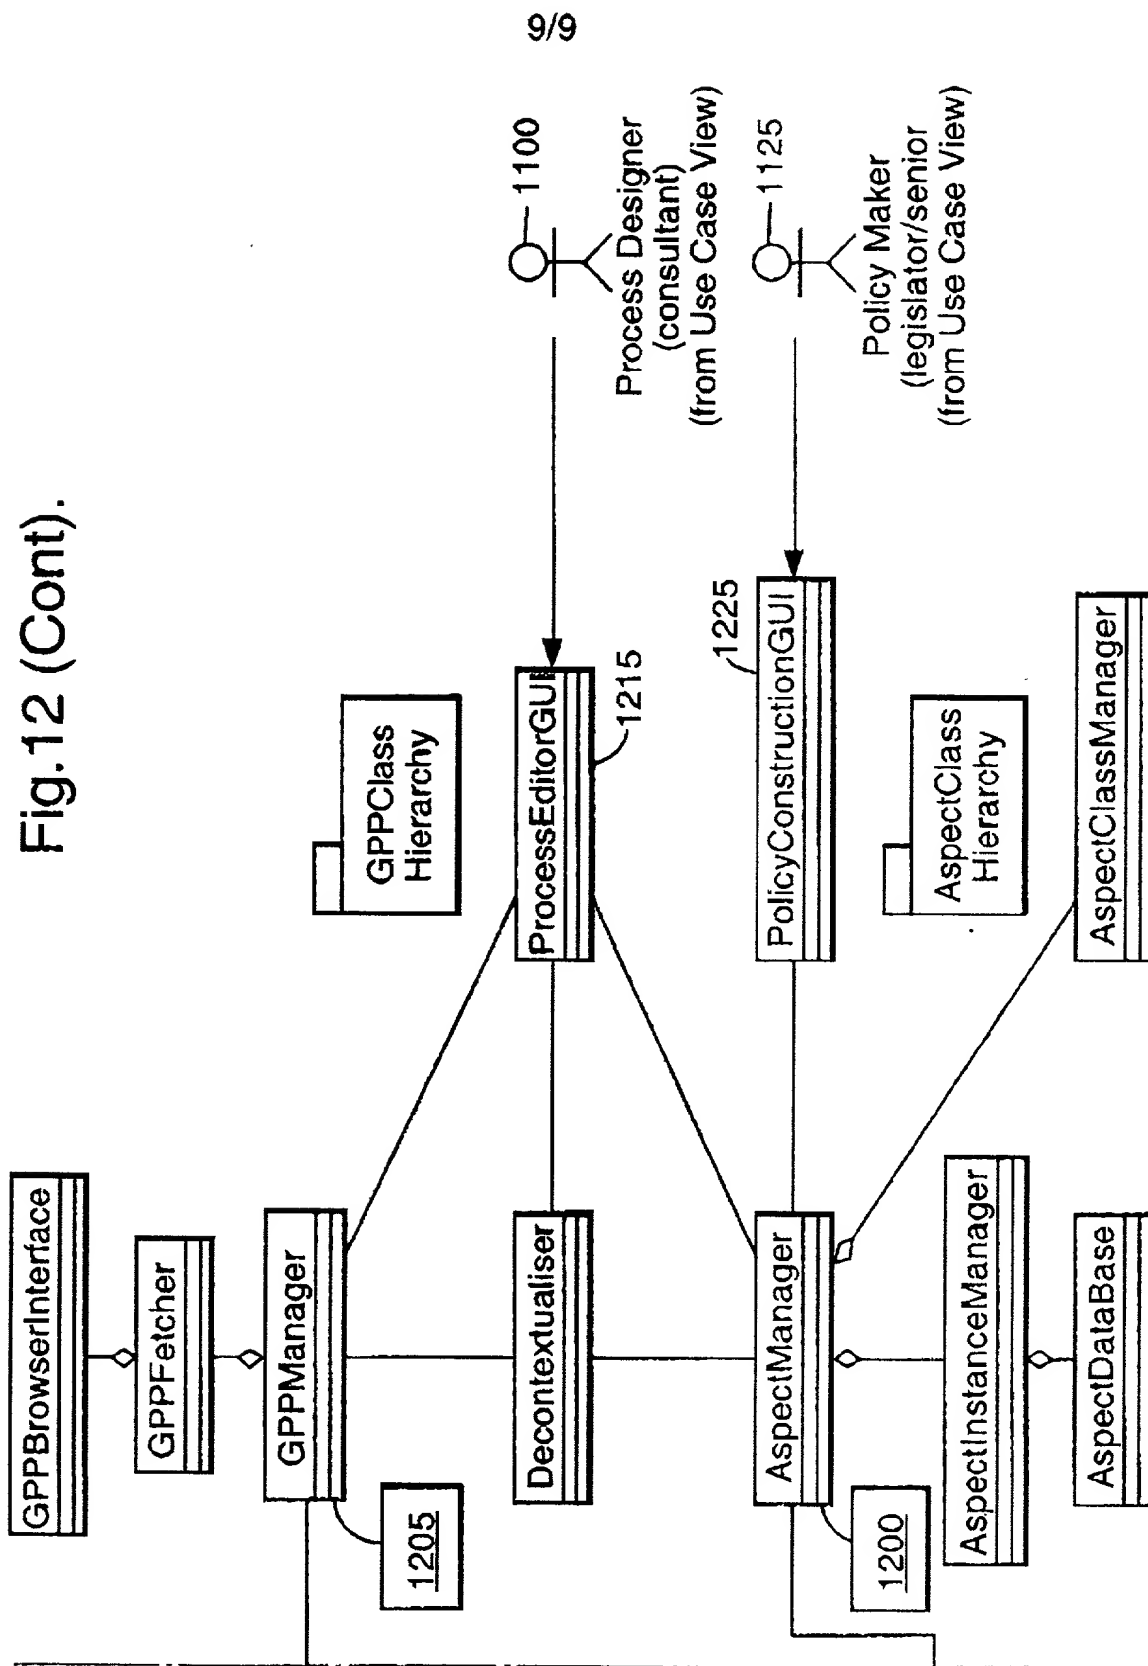 9/9
Fig.12 (Cont).
GPPBrowserInterface
GPPFetcher
GPPManager
1205
GPPClass
Hierarchy
Decontextualiser
ProcessEditorGUI
1215
1100
Process Designer
(consultant)
(from Use Case View)
AspectManager
1200
PolicyConstructionGUI
1225
1125
Policy Maker
(legislator/senior
(from Use Case View)
AspectClass
Hierarchy
AspectInstanceManager
AspectDataBase
AspectClassManager